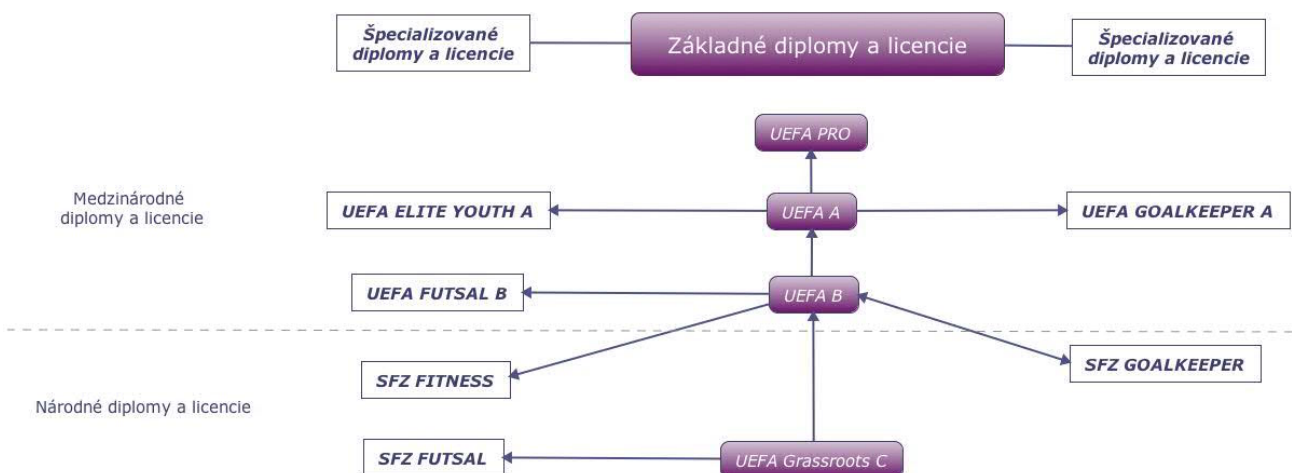 Špecializované
diplomy a licencie
Základné diplomy a licencie
Špecializované
diplomy a licencie
UEFA PRO
Medzinárodné
diplomy a licencie
UEFA ELITE YOUTH A
UEFA A
UEFA GOALKEEPER A
UEFA FUTSAL B
UEFA B
SFZ FITNESS
SFZ GOALKEEPER
Národné diplomy a licencie
SFZ FUTSAL
UEFA Grassroots C